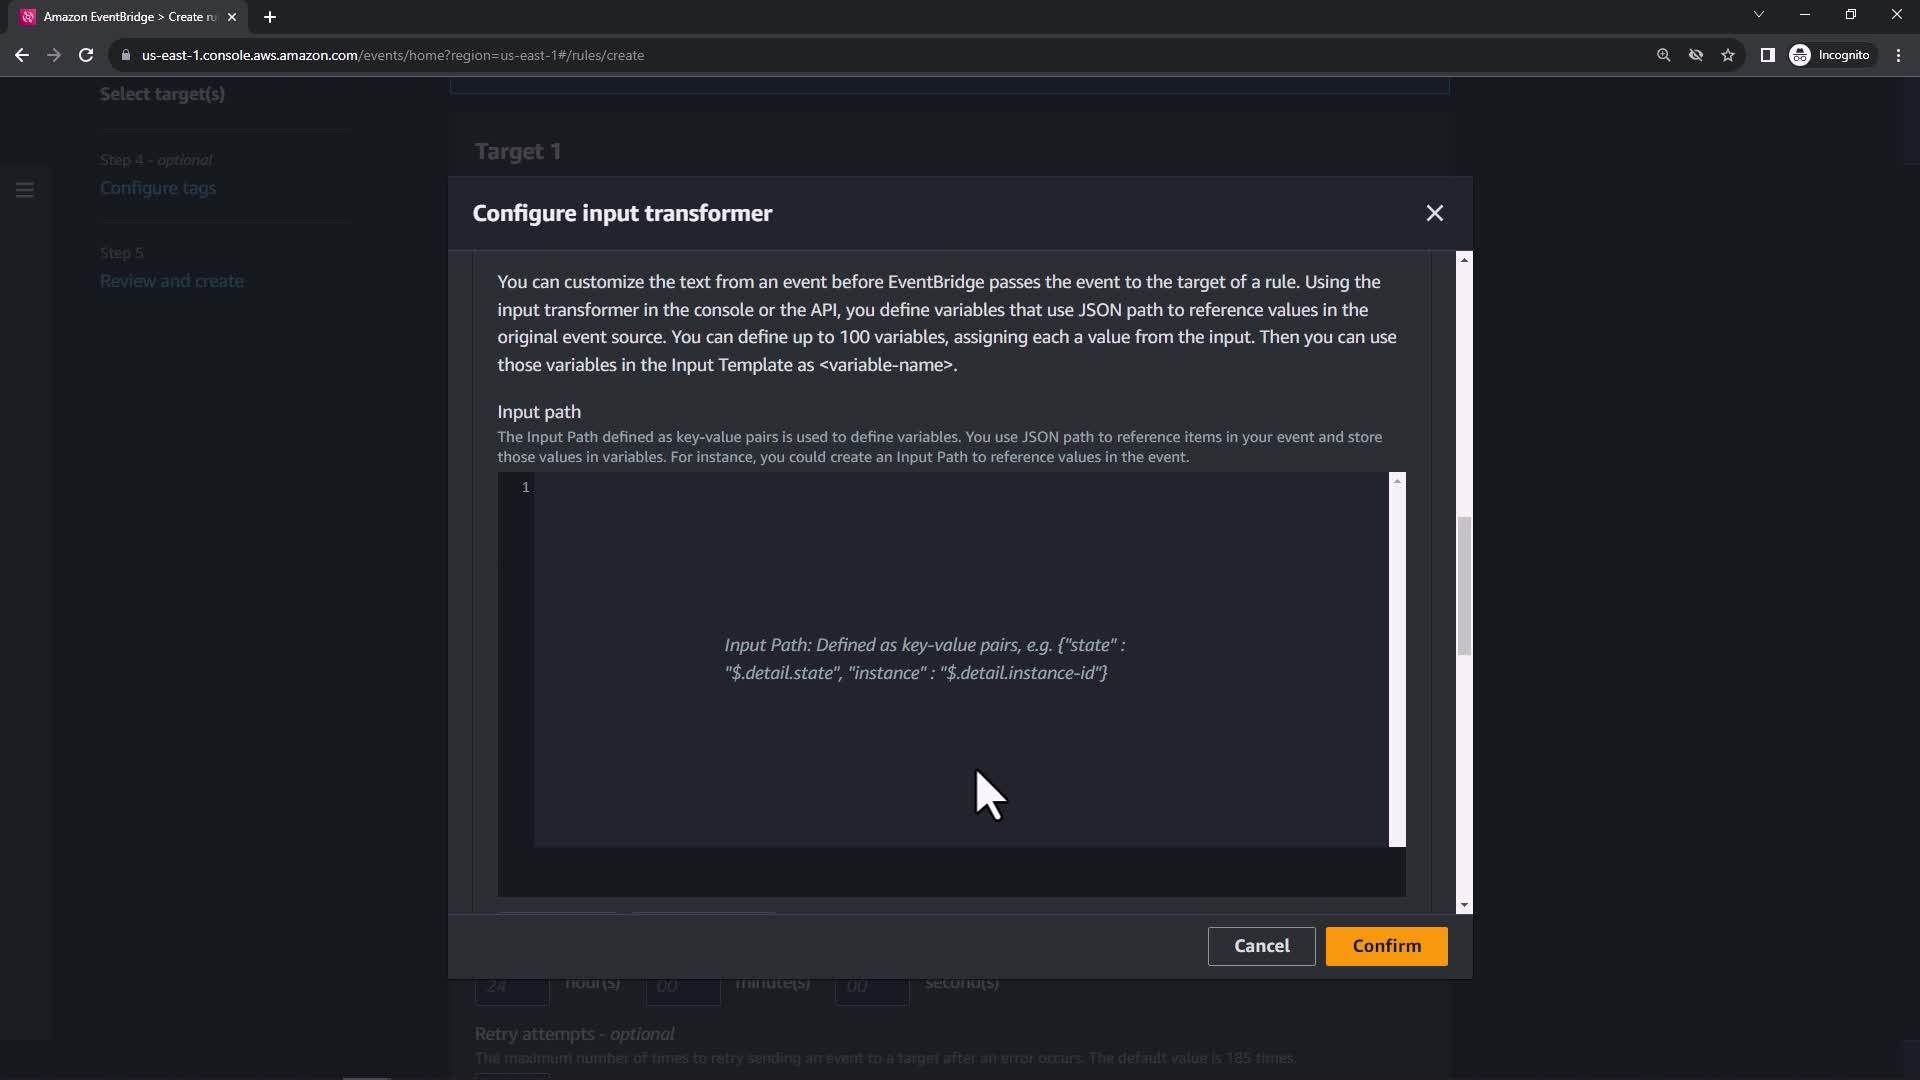 Amazon EventBridge > Create ru
us-east-1.console.aws.amazon.com/events/home?region=us-east-1#/rules/create
Incognito
Select target(s)
Step 4 - optional
Configure tags
Step 5
Review and create
Target 1
Configure input transformer
You can customize the text from an event before EventBridge passes the event to the target of a rule. Using the
input transformer in the console or the API, you define variables that use JSON path to reference values in the
original event source. You can define up to 100 variables, assigning each a value from the input. Then you can use
those variables in the Input Template as <variable-name>.
Input path
The Input Path defined as key-value pairs is used to define variables. You use JSON path to reference items in your event and store
those values in variables. For instance, you could create an Input Path to reference values in the event.
1
Input Path: Defined as key-value pairs, e.g. {"state" :
"$.detail.state", "instance" : "$.detail.instance-id"}
Cancel
Confirm
24 hour(s) 00 minute(s) 00 second(s)
Retry attempts - optional
The maximum number of times to retry sending an event to a target after an error occurs. The default value is 185 times.